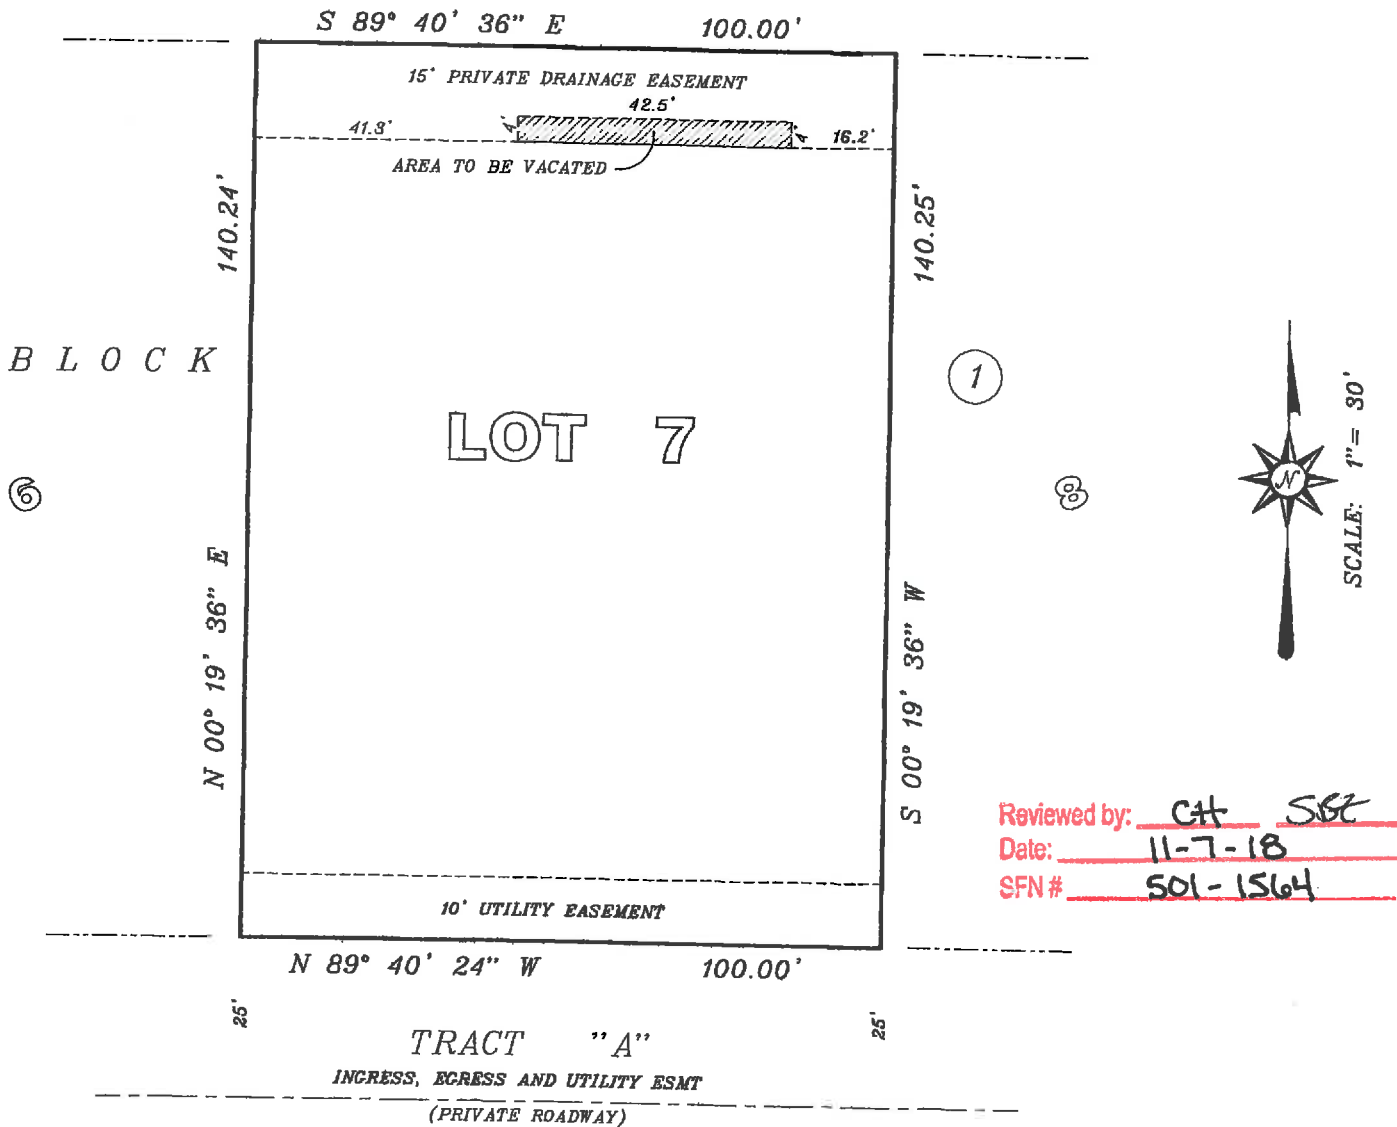 S 89° 40' 36" E 100.00'
15' PRIVATE DRAINAGE EASEMENT
42.5'
41.3' 4' 4' 16.2'
AREA TO BE VACATED
140.24' 140.25'
BLOCK 1
LOT 7
6 8
N
SCALE: 1"= 30'
N 00° 19' 36" E
S 00° 19' 36" W
Reviewed by: CH SBE
Date: 11-7-18
SFN # 501-1564
10' UTILITY EASEMENT
N 89° 40' 24" W 100.00'
25' 25'
TRACT "A"
INGRESS, EGRESS AND UTILITY ESMT
(PRIVATE ROADWAY)